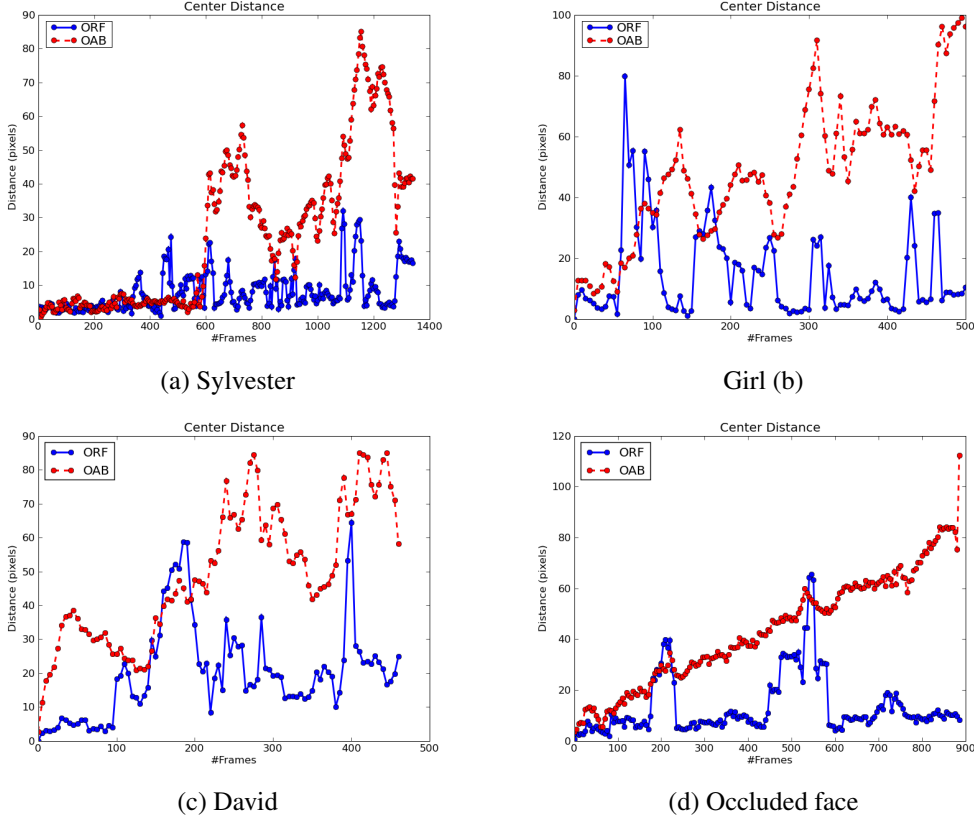 Center Distance
ORF
OAB
90
80
70
60
50
40
30
20
10
0
Distance (pixels)
0 200 400 600 800 1000 1200 1400
#Frames
(a) Sylvester
Center Distance
ORF
OAB
100
80
60
40
20
0
Distance (pixels)
0 100 200 300 400 500
#Frames
Girl (b)
Center Distance
ORF
OAB
90
80
70
60
50
40
30
20
10
0
Distance (pixels)
0 100 200 300 400 500
#Frames
(c) David
Center Distance
ORF
OAB
120
100
80
60
40
20
0
Distance (pixels)
0 100 200 300 400 500 600 700 800 900
#Frames
(d) Occluded face